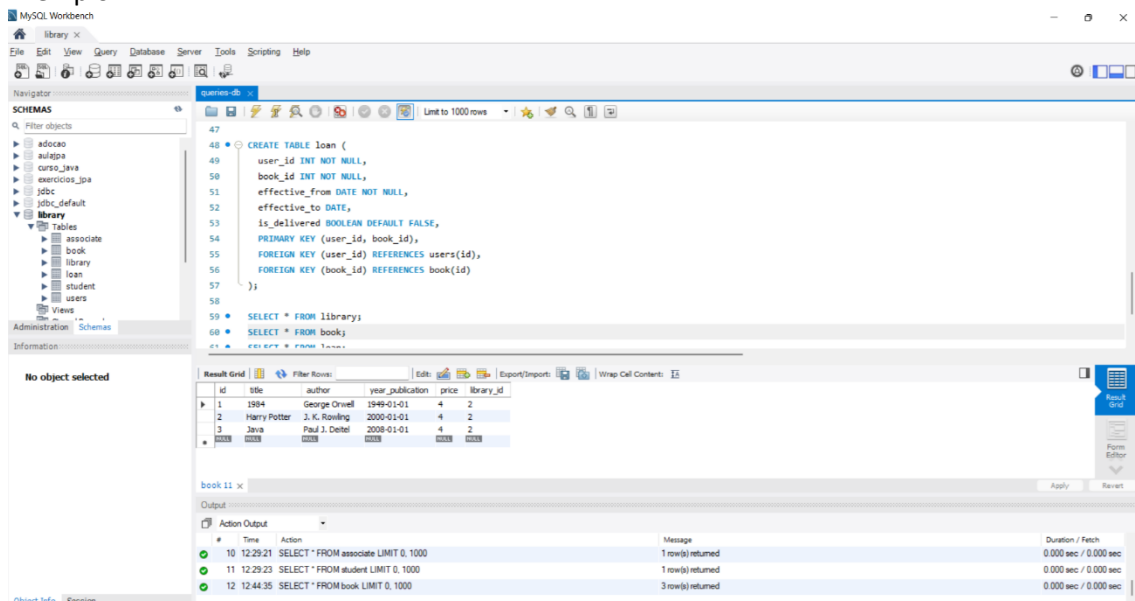 MySQL Workbench
library
File Edit View Query Database Server Tools Scripting Help
Navigator
SCHEMAS
Filter objects
adocao
aulajpa
curso_java
exercicios_jpa
jdbc
jdbc_default
library
Tables
associate
book
library
loan
student
users
Views
Administration Schemas
Information
No object selected
queries-db
Limit to 1000 rows
47
48 CREATE TABLE loan (
49 user_id INT NOT NULL,
50 book_id INT NOT NULL,
51 effective_from DATE NOT NULL,
52 effective_to DATE,
53 is_delivered BOOLEAN DEFAULT FALSE,
54 PRIMARY KEY (user_id, book_id),
55 FOREIGN KEY (user_id) REFERENCES users(id),
56 FOREIGN KEY (book_id) REFERENCES book(id)
57 );
58
59 SELECT * FROM library;
60 SELECT * FROM book;
61 SELECT * FROM loan;
Result Grid Filter Rows: Edit: Export/Import: Wrap Cell Content:
id title author year_publication price library_id
1 1984 George Orwell 1949-01-01 4 2
2 Harry Potter J. K. Rowling 2000-01-01 4 2
3 Java Paul J. Deitel 2008-01-01 4 2
NULL NULL NULL NULL NULL NULL
Result Grid
Form Editor
book 11
Apply Revert
Output
Action Output
# Time Action Message Duration / Fetch
10 12:29:21 SELECT * FROM associate LIMIT 0, 1000 1 row(s) returned 0.000 sec / 0.000 sec
11 12:29:23 SELECT * FROM student LIMIT 0, 1000 1 row(s) returned 0.000 sec / 0.000 sec
12 12:44:35 SELECT * FROM book LIMIT 0, 1000 3 row(s) returned 0.000 sec / 0.000 sec
Object Info Session